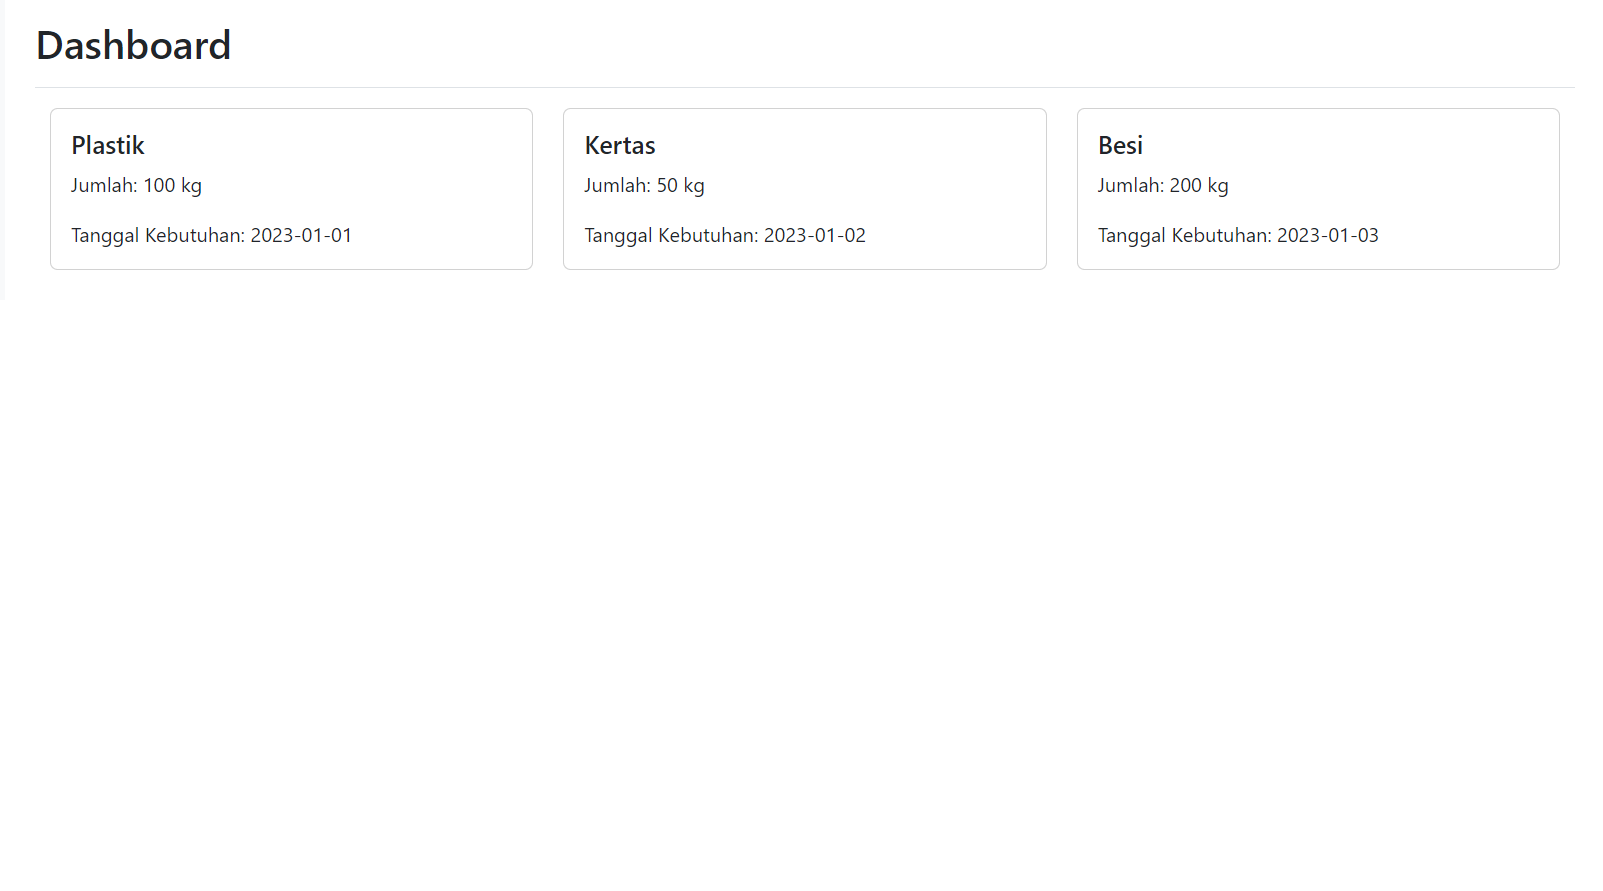 Dashboard
Plastik
Jumlah: 100 kg
Tanggal Kebutuhan: 2023-01-01
Kertas
Jumlah: 50 kg
Tanggal Kebutuhan: 2023-01-02
Besi
Jumlah: 200 kg
Tanggal Kebutuhan: 2023-01-03